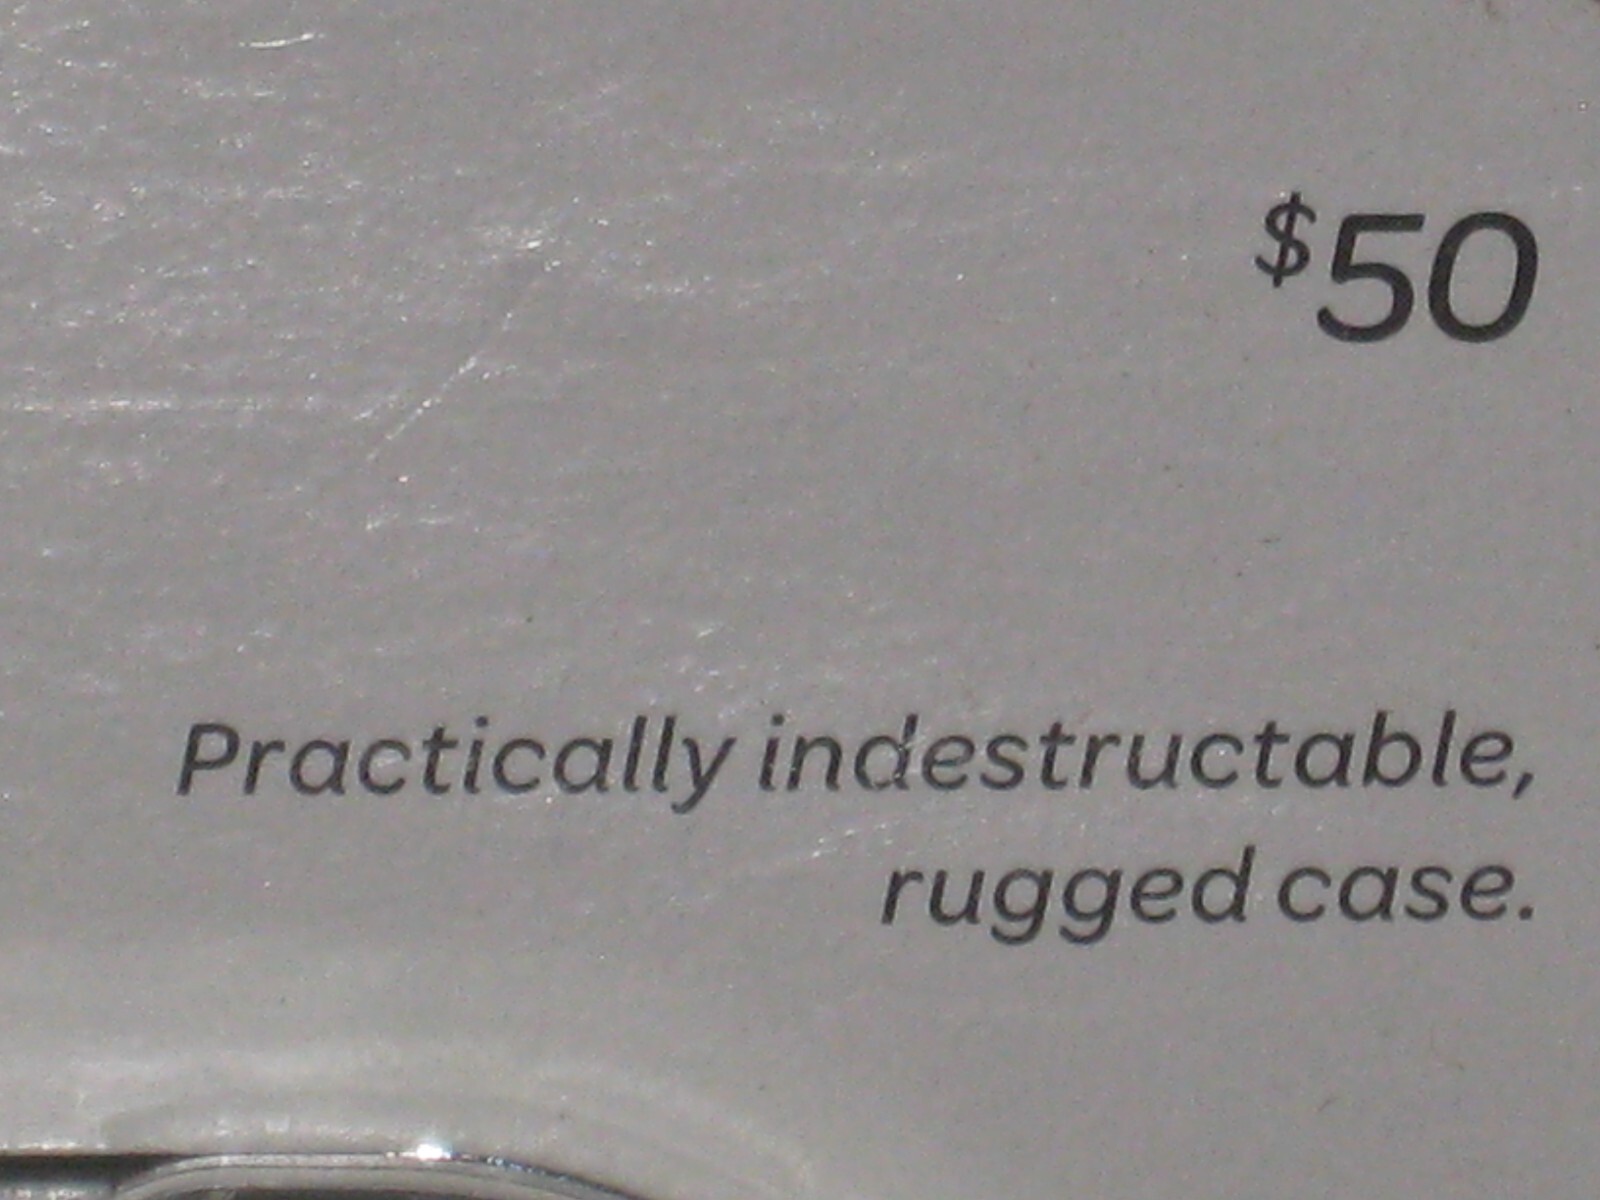 $50
Practically indestructable,
rugged case.